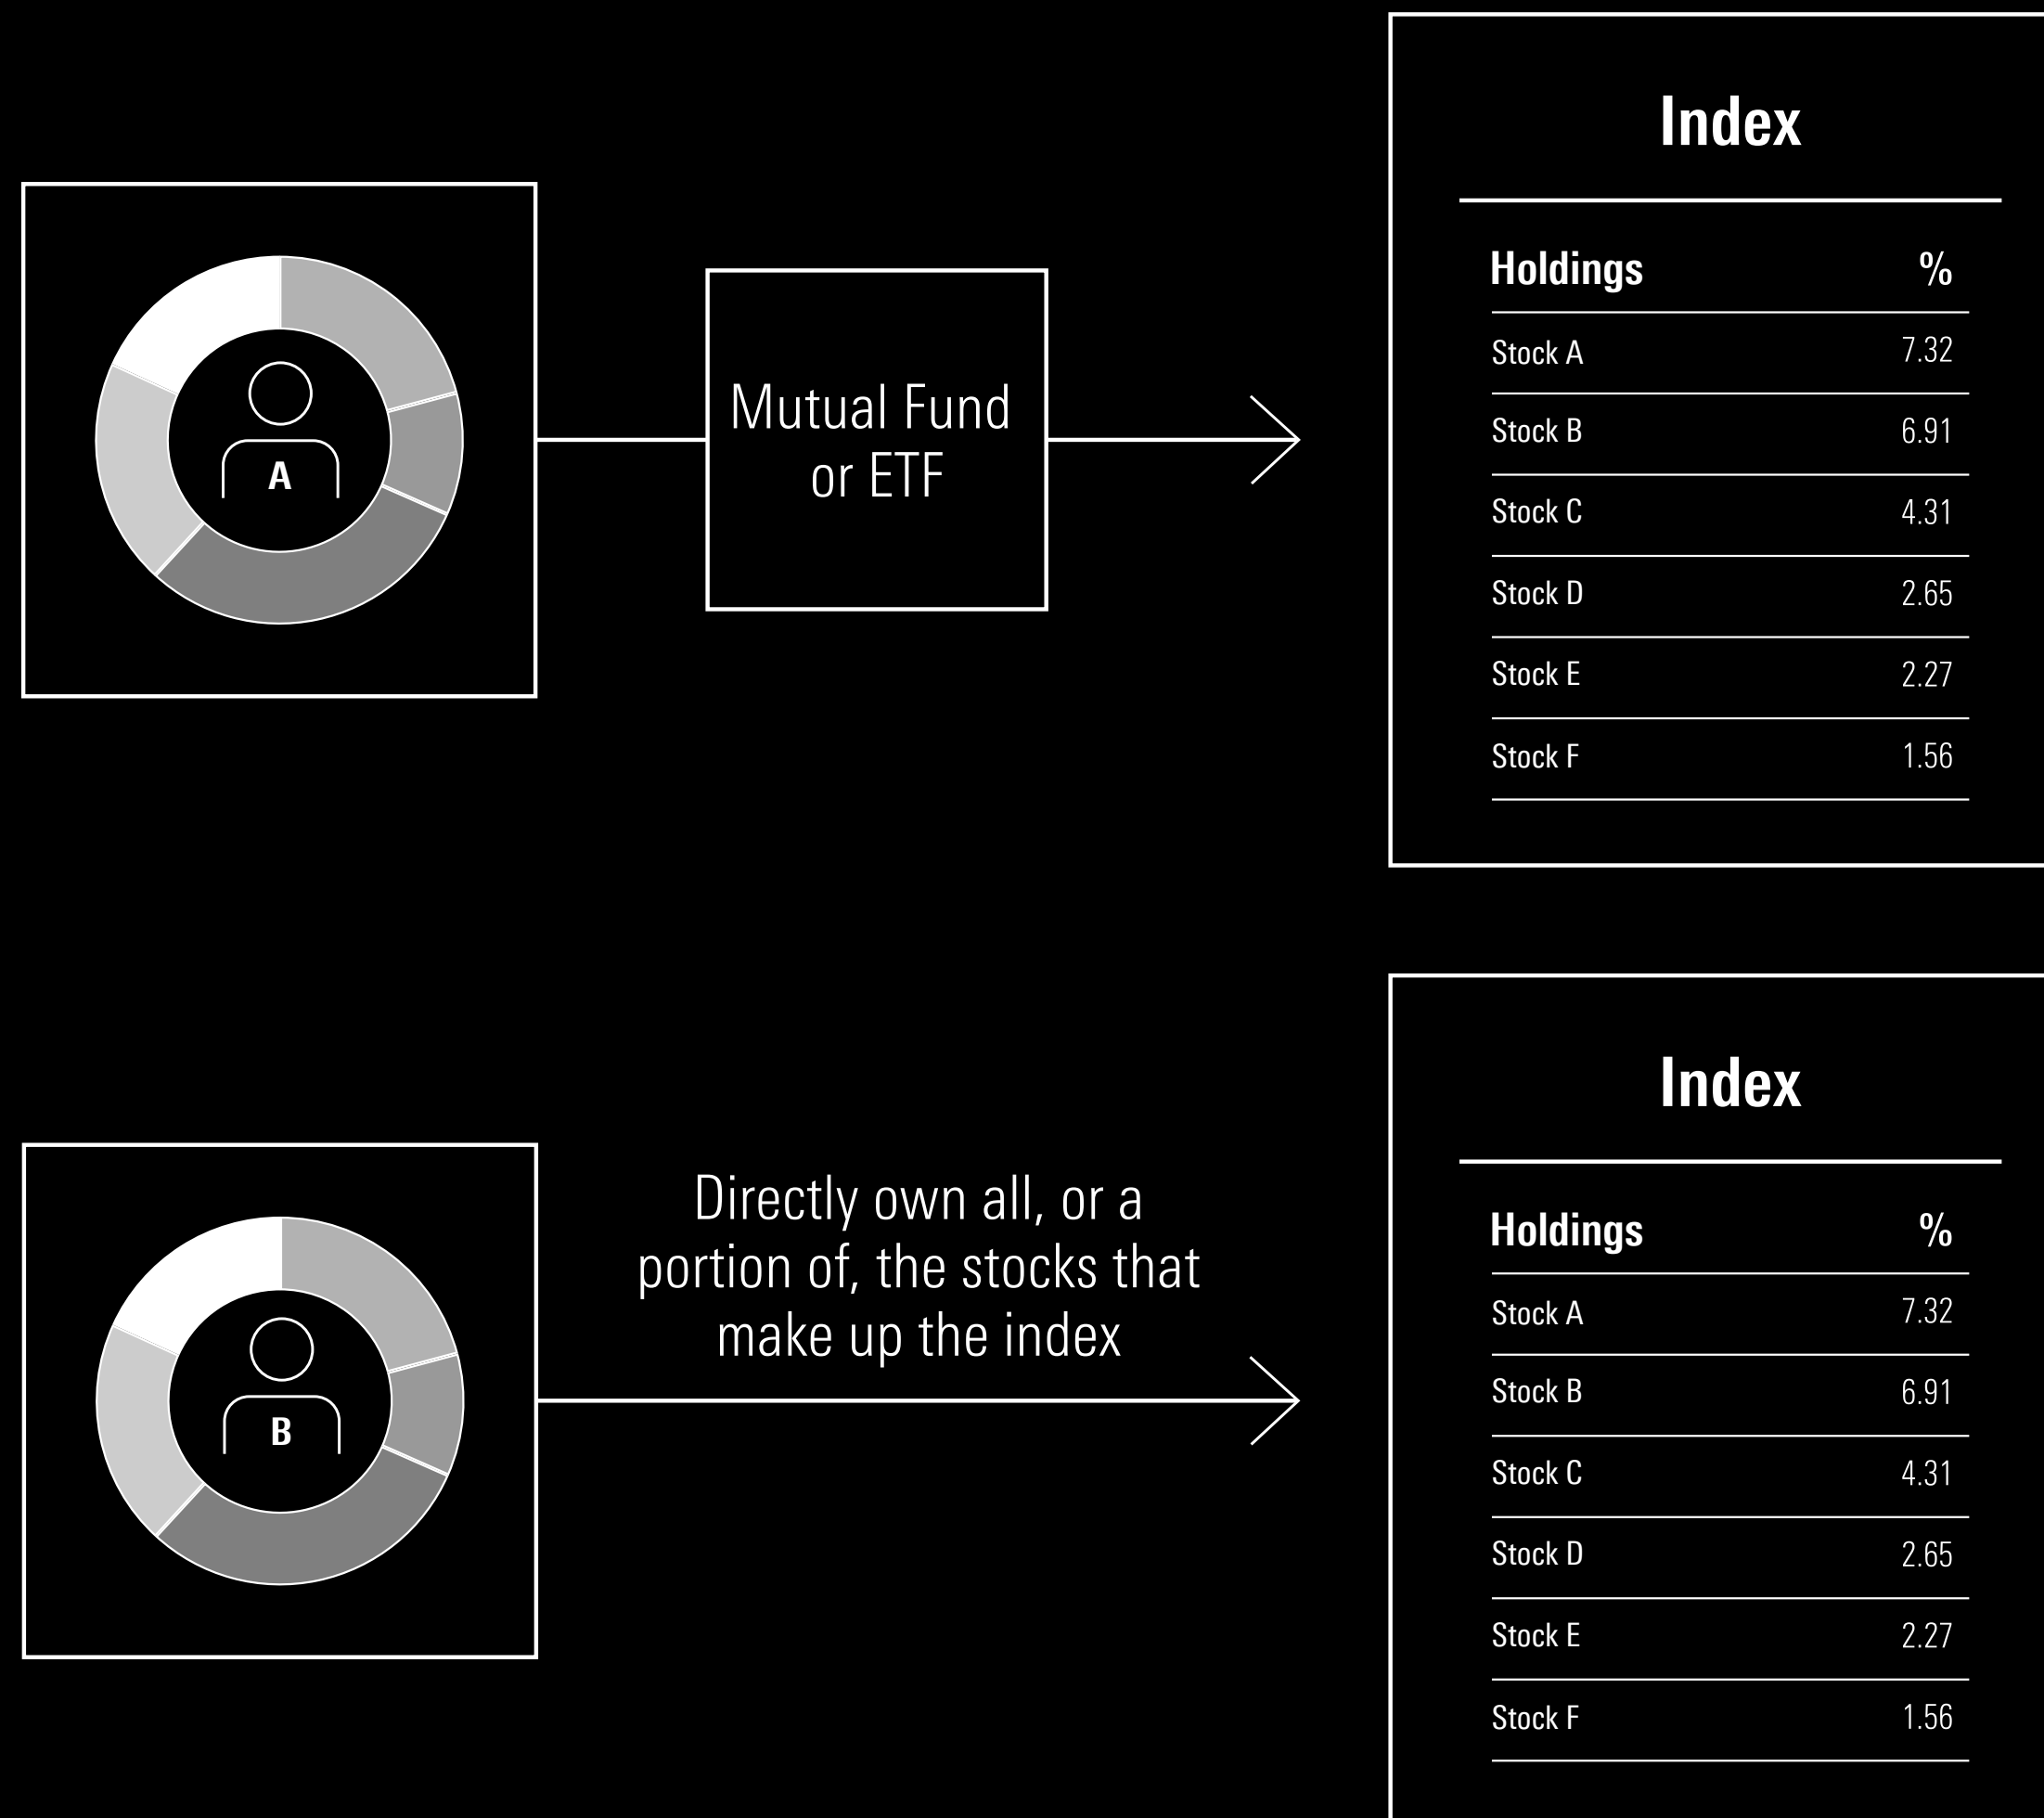 A
Mutual Fund
or ETF
Index
Holdings %
Stock A 7.32
Stock B 6.91
Stock C 4.31
Stock D 2.65
Stock E 2.27
Stock F 1.56
B
Directly own all, or a
portion of, the stocks that
make up the index
Index
Holdings %
Stock A 7.32
Stock B 6.91
Stock C 4.31
Stock D 2.65
Stock E 2.27
Stock F 1.56